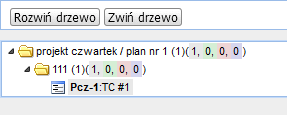 Rozwiń drzewo Zwiń drzewo
projekt czwartek / plan nr 1 (1)(1, 0, 0, 0)
111 (1)(1, 0, 0, 0)
Pcz-1:TC #1